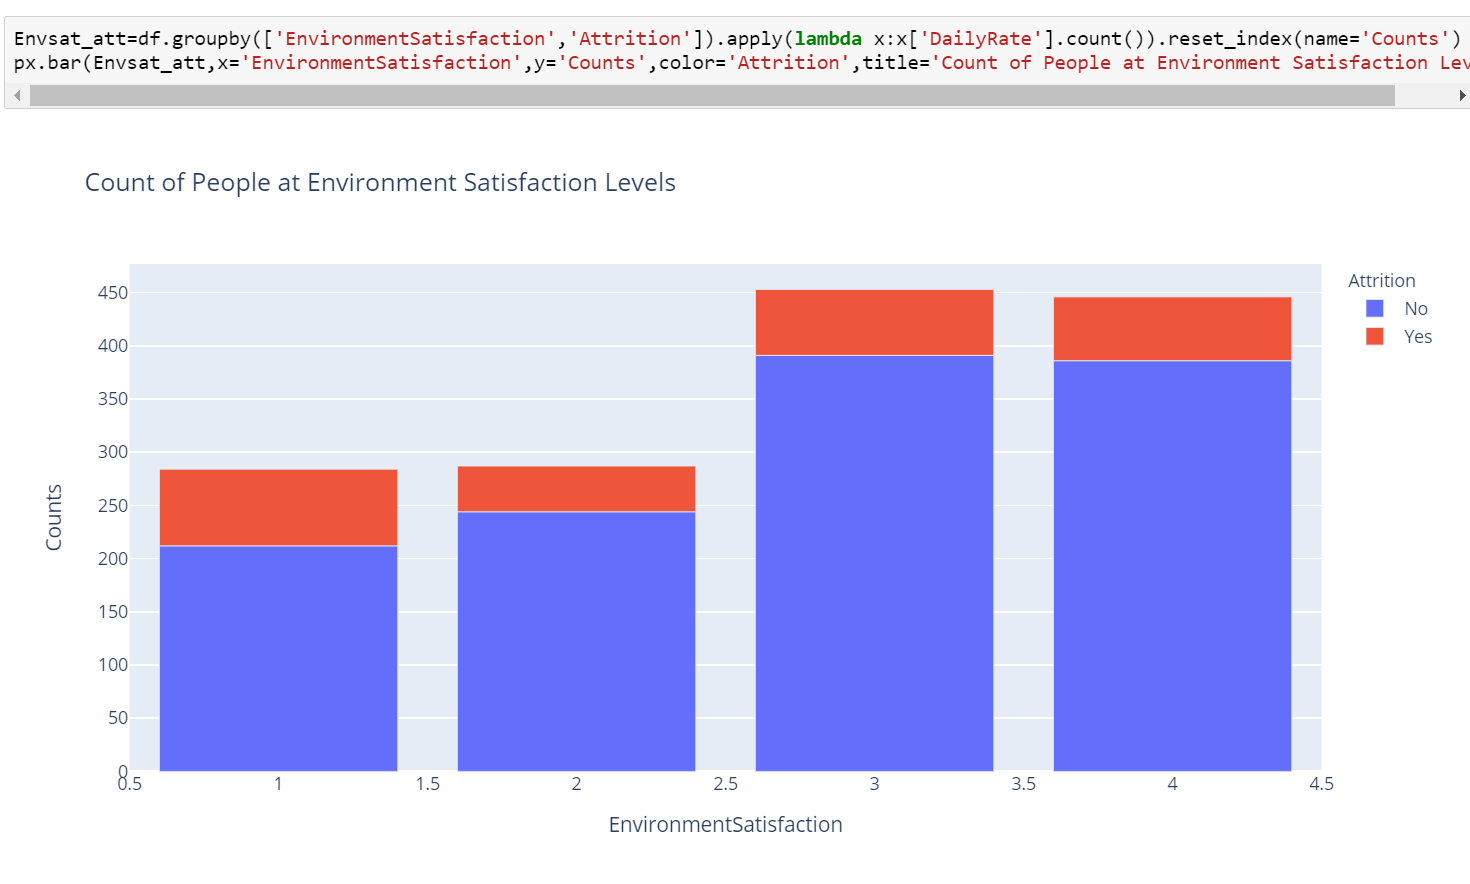 Envsat_att=df.groupby(['EnvironmentSatisfaction','Attrition']).apply(lambda x:x['DailyRate'].count()).reset_index(name='Counts')
px.bar(Envsat_att,x='EnvironmentSatisfaction',y='Counts',color='Attrition',title='Count of People at Environment Satisfaction Lev
Count of People at Environment Satisfaction Levels
Attrition
No
Yes
450
400
350
300
250
200
150
100
50
0
Counts
0.5 1 1.5 2 2.5 3 3.5 4 4.5
EnvironmentSatisfaction